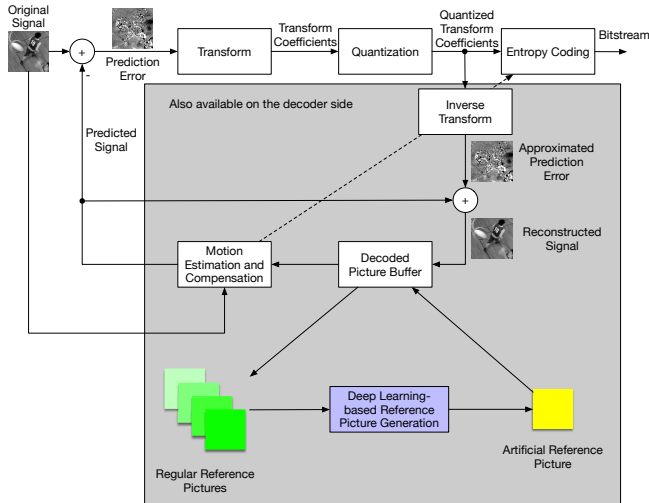 Original
Signal
Prediction
Error
Transform
Transform
Coefficients
Quantization
Quantized
Transform
Coefficients
Entropy Coding
Bitstream
+
-
Also available on the decoder side
Inverse
Transform
Predicted
Signal
Approximated
Prediction
Error
+
Reconstructed
Signal
Motion
Estimation and
Compensation
Decoded
Picture Buffer
Deep Learning-
based Reference
Picture Generation
Regular Reference
Pictures
Artificial Reference
Picture